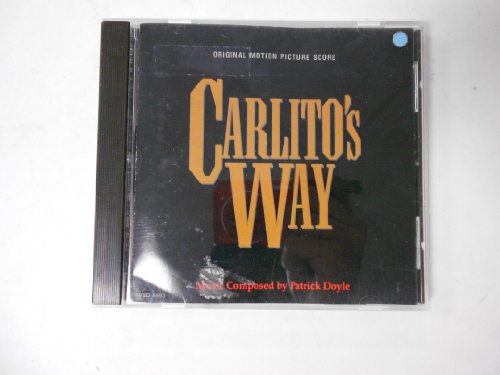 ORIGINAL MOTION PICTURE SCORE
CARLITO'S
WAY
Music Composed by Patrick Doyle